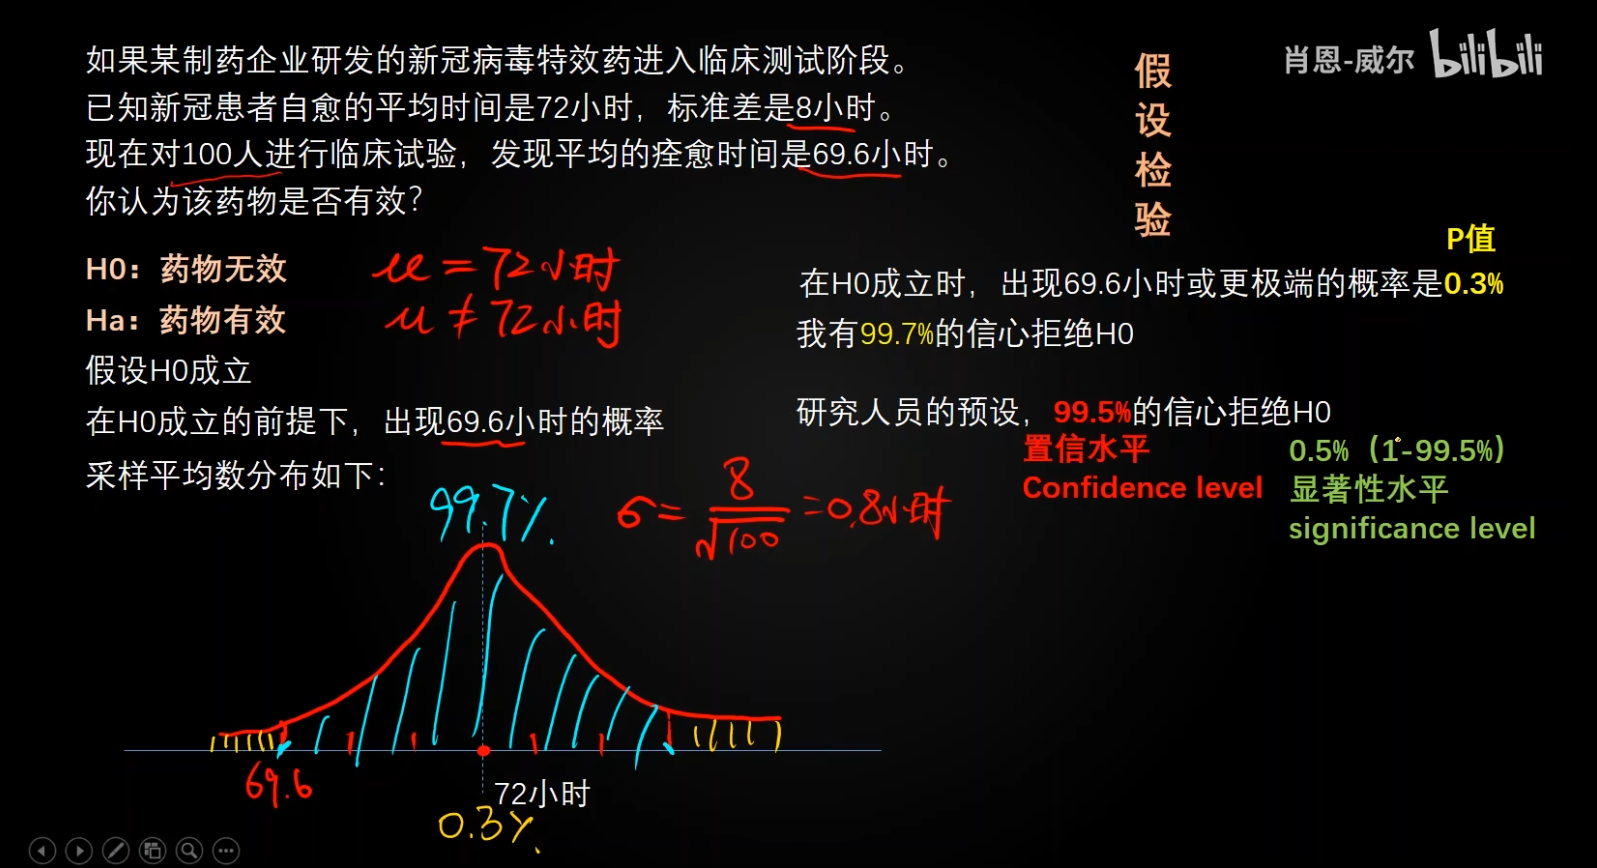 如果某制药企业研发的新冠病毒特效药进入临床测试阶段。
已知新冠患者自愈的平均时间是72小时，标准差是8小时。
现在对100人进行临床试验，发现平均的痊愈时间是69.6小时。
你认为该药物是否有效？
假设检验
肖恩-威尔 bilibili
H0：药物无效 μ=72小时
Ha：药物有效 μ≠72小时
假设H0成立
在H0成立的前提下，出现69.6小时的概率
采样平均数分布如下：
P值
在H0成立时，出现69.6小时或更极端的概率是0.3%
我有99.7%的信心拒绝H0
研究人员的预设，99.5%的信心拒绝H0
置信水平
Confidence level
0.5%（1-99.5%）
显著性水平
significance level
99.7%
σ=8/√100=0.8小时
69.6
72小时
0.3%